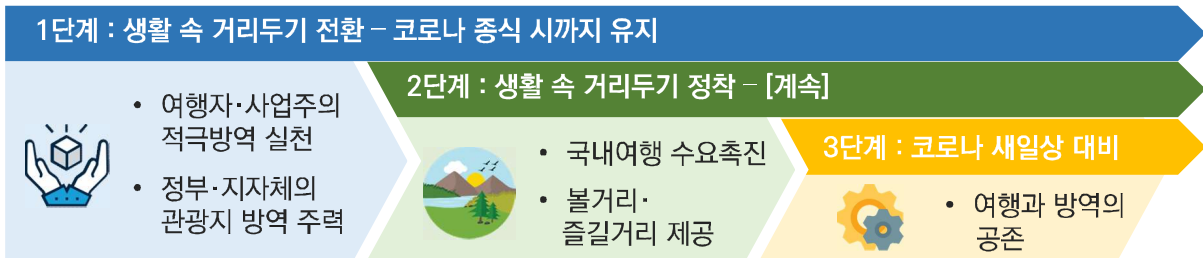 1단계 : 생활 속 거리두기 전환 – 코로나 종식 시까지 유지
• 여행자·사업주의
적극방역 실천
• 정부·지자체의
관광지 방역 주력
2단계 : 생활 속 거리두기 정착 – [계속]
• 국내여행 수요촉진
• 볼거리·
즐길거리 제공
3단계 : 코로나 새일상 대비
• 여행과 방역의
공존